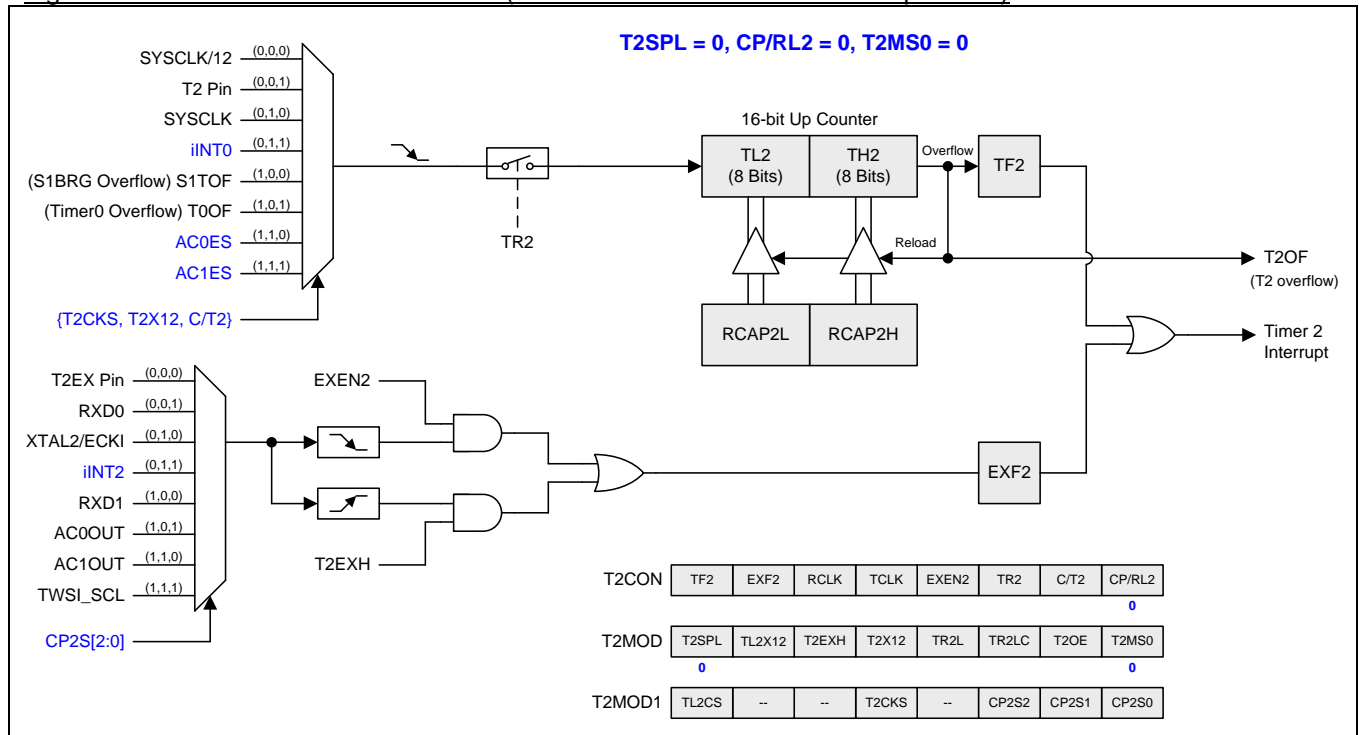 T2SPL = 0, CP/RL2 = 0, T2MS0 = 0
SYSCLK/12 (0,0,0)
T2 Pin (0,0,1)
SYSCLK (0,1,0)
iINT0 (0,1,1)
(S1BRG Overflow) S1TOF (1,0,0)
(Timer0 Overflow) T0OF (1,0,1)
AC0ES (1,1,0)
AC1ES (1,1,1)
{T2CKS, T2X12, C/T2}
TR2
16-bit Up Counter
TL2
(8 Bits)
TH2
(8 Bits)
Overflow
TF2
Reload
RCAP2L
RCAP2H
T2OF
(T2 overflow)
Timer 2
Interrupt
T2EX Pin (0,0,0)
RXD0 (0,0,1)
XTAL2/ECKI (0,1,0)
iINT2 (0,1,1)
RXD1 (1,0,0)
AC0OUT (1,0,1)
AC1OUT (1,1,0)
TWSI_SCL (1,1,1)
CP2S[2:0]
EXEN2
T2EXH
EXF2
T2CON TF2 EXF2 RCLK TCLK EXEN2 TR2 C/T2 CP/RL2
0
T2MOD T2SPL TL2X12 T2EXH T2X12 TR2L TR2LC T2OE T2MS0
0 0
T2MOD1 TL2CS -- -- T2CKS -- CP2S2 CP2S1 CP2S0